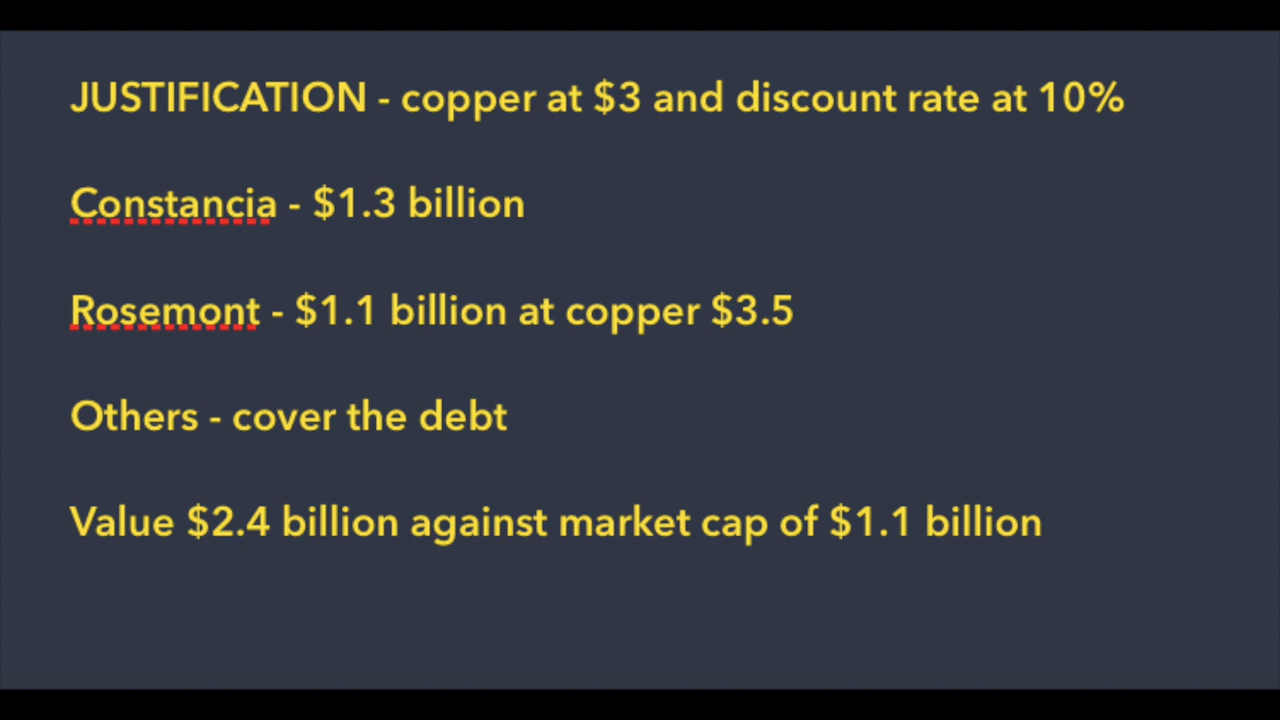 JUSTIFICATION - copper at $3 and discount rate at 10%
Constancia - $1.3 billion
Rosemont - $1.1 billion at copper $3.5
Others - cover the debt
Value $2.4 billion against market cap of $1.1 billion